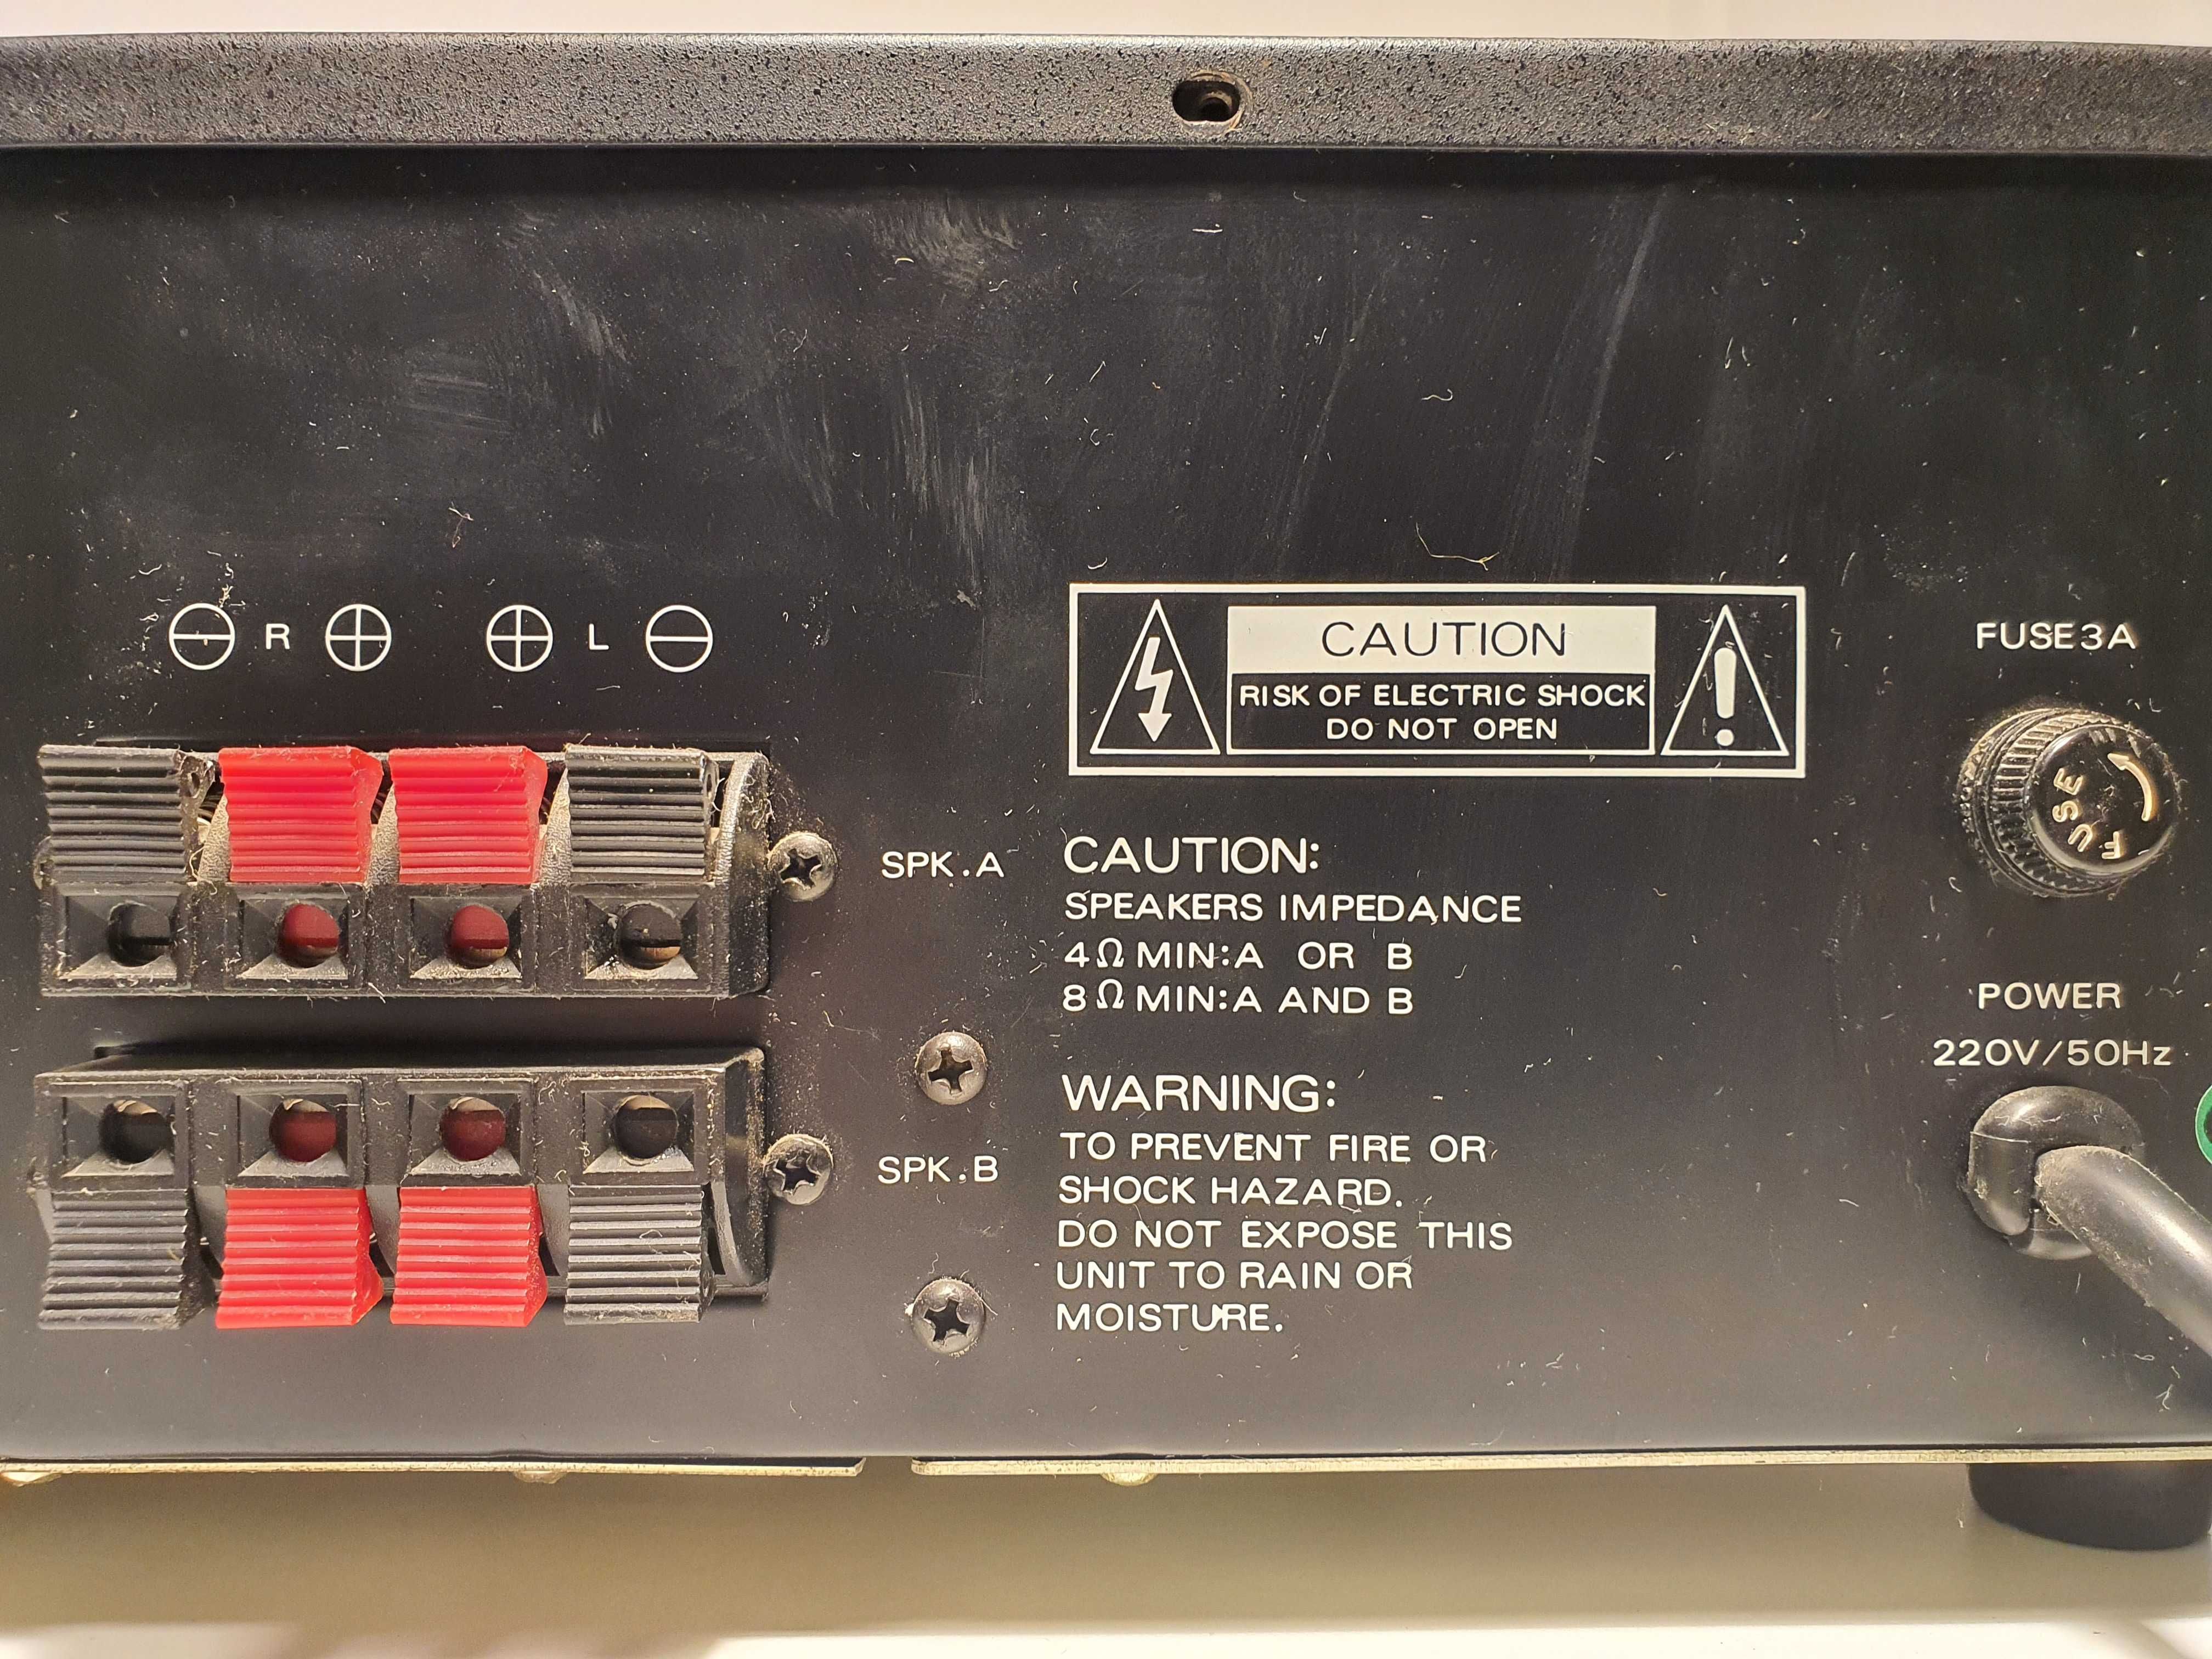 ⊖ R ⊕ ⊕ L ⊖
SPK.A
SPK.B
CAUTION
RISK OF ELECTRIC SHOCK
DO NOT OPEN
CAUTION:
SPEAKERS IMPEDANCE
4Ω MIN:A OR B
8Ω MIN:A AND B
WARNING:
TO PREVENT FIRE OR
SHOCK HAZARD.
DO NOT EXPOSE THIS
UNIT TO RAIN OR
MOISTURE.
FUSE 3A
FUSE
POWER
220V/50Hz